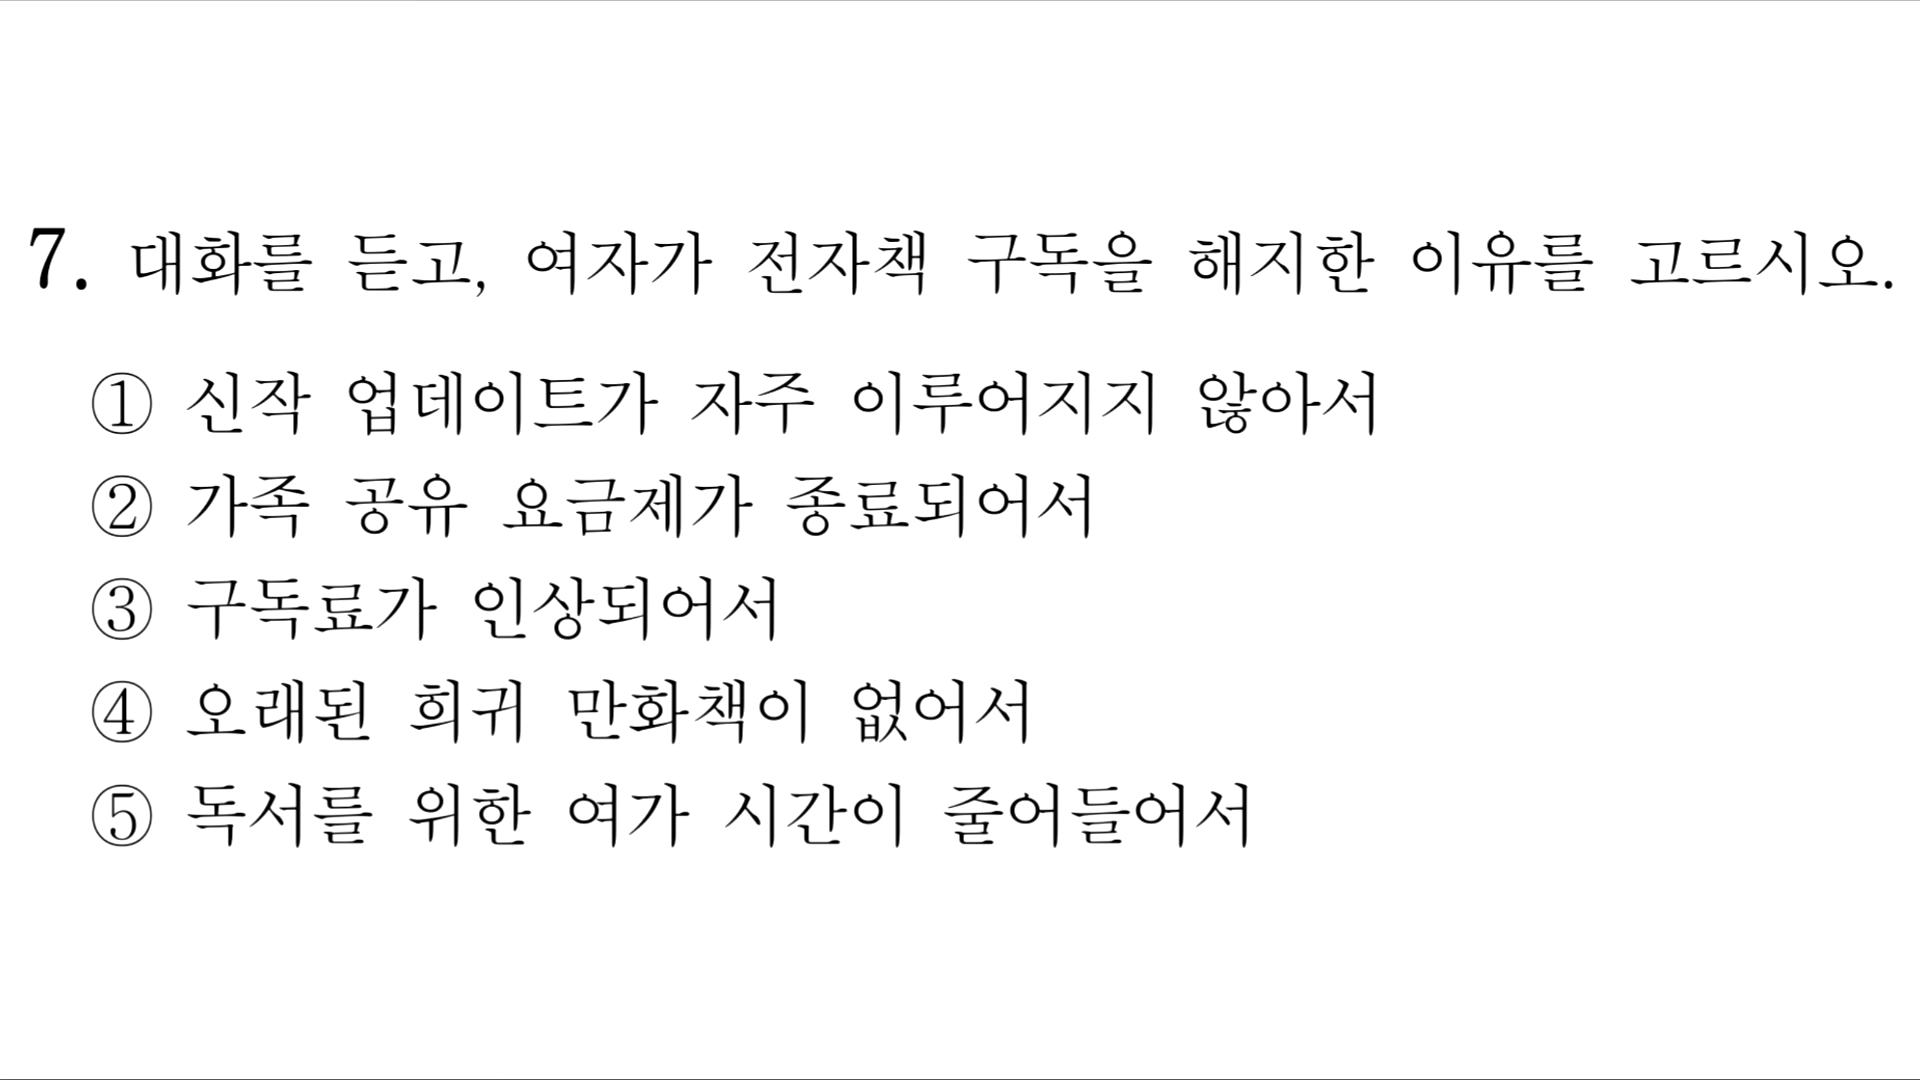 7. 대화를 듣고, 여자가 전자책 구독을 해지한 이유를 고르시오.
① 신작 업데이트가 자주 이루어지지 않아서
② 가족 공유 요금제가 종료되어서
③ 구독료가 인상되어서
④ 오래된 희귀 만화책이 없어서
⑤ 독서를 위한 여가 시간이 줄어들어서